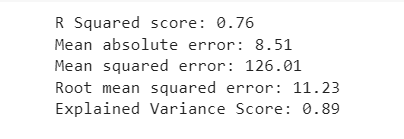 R Squared score: 0.76
Mean absolute error: 8.51
Mean squared error: 126.01
Root mean squared error: 11.23
Explained Variance Score: 0.89